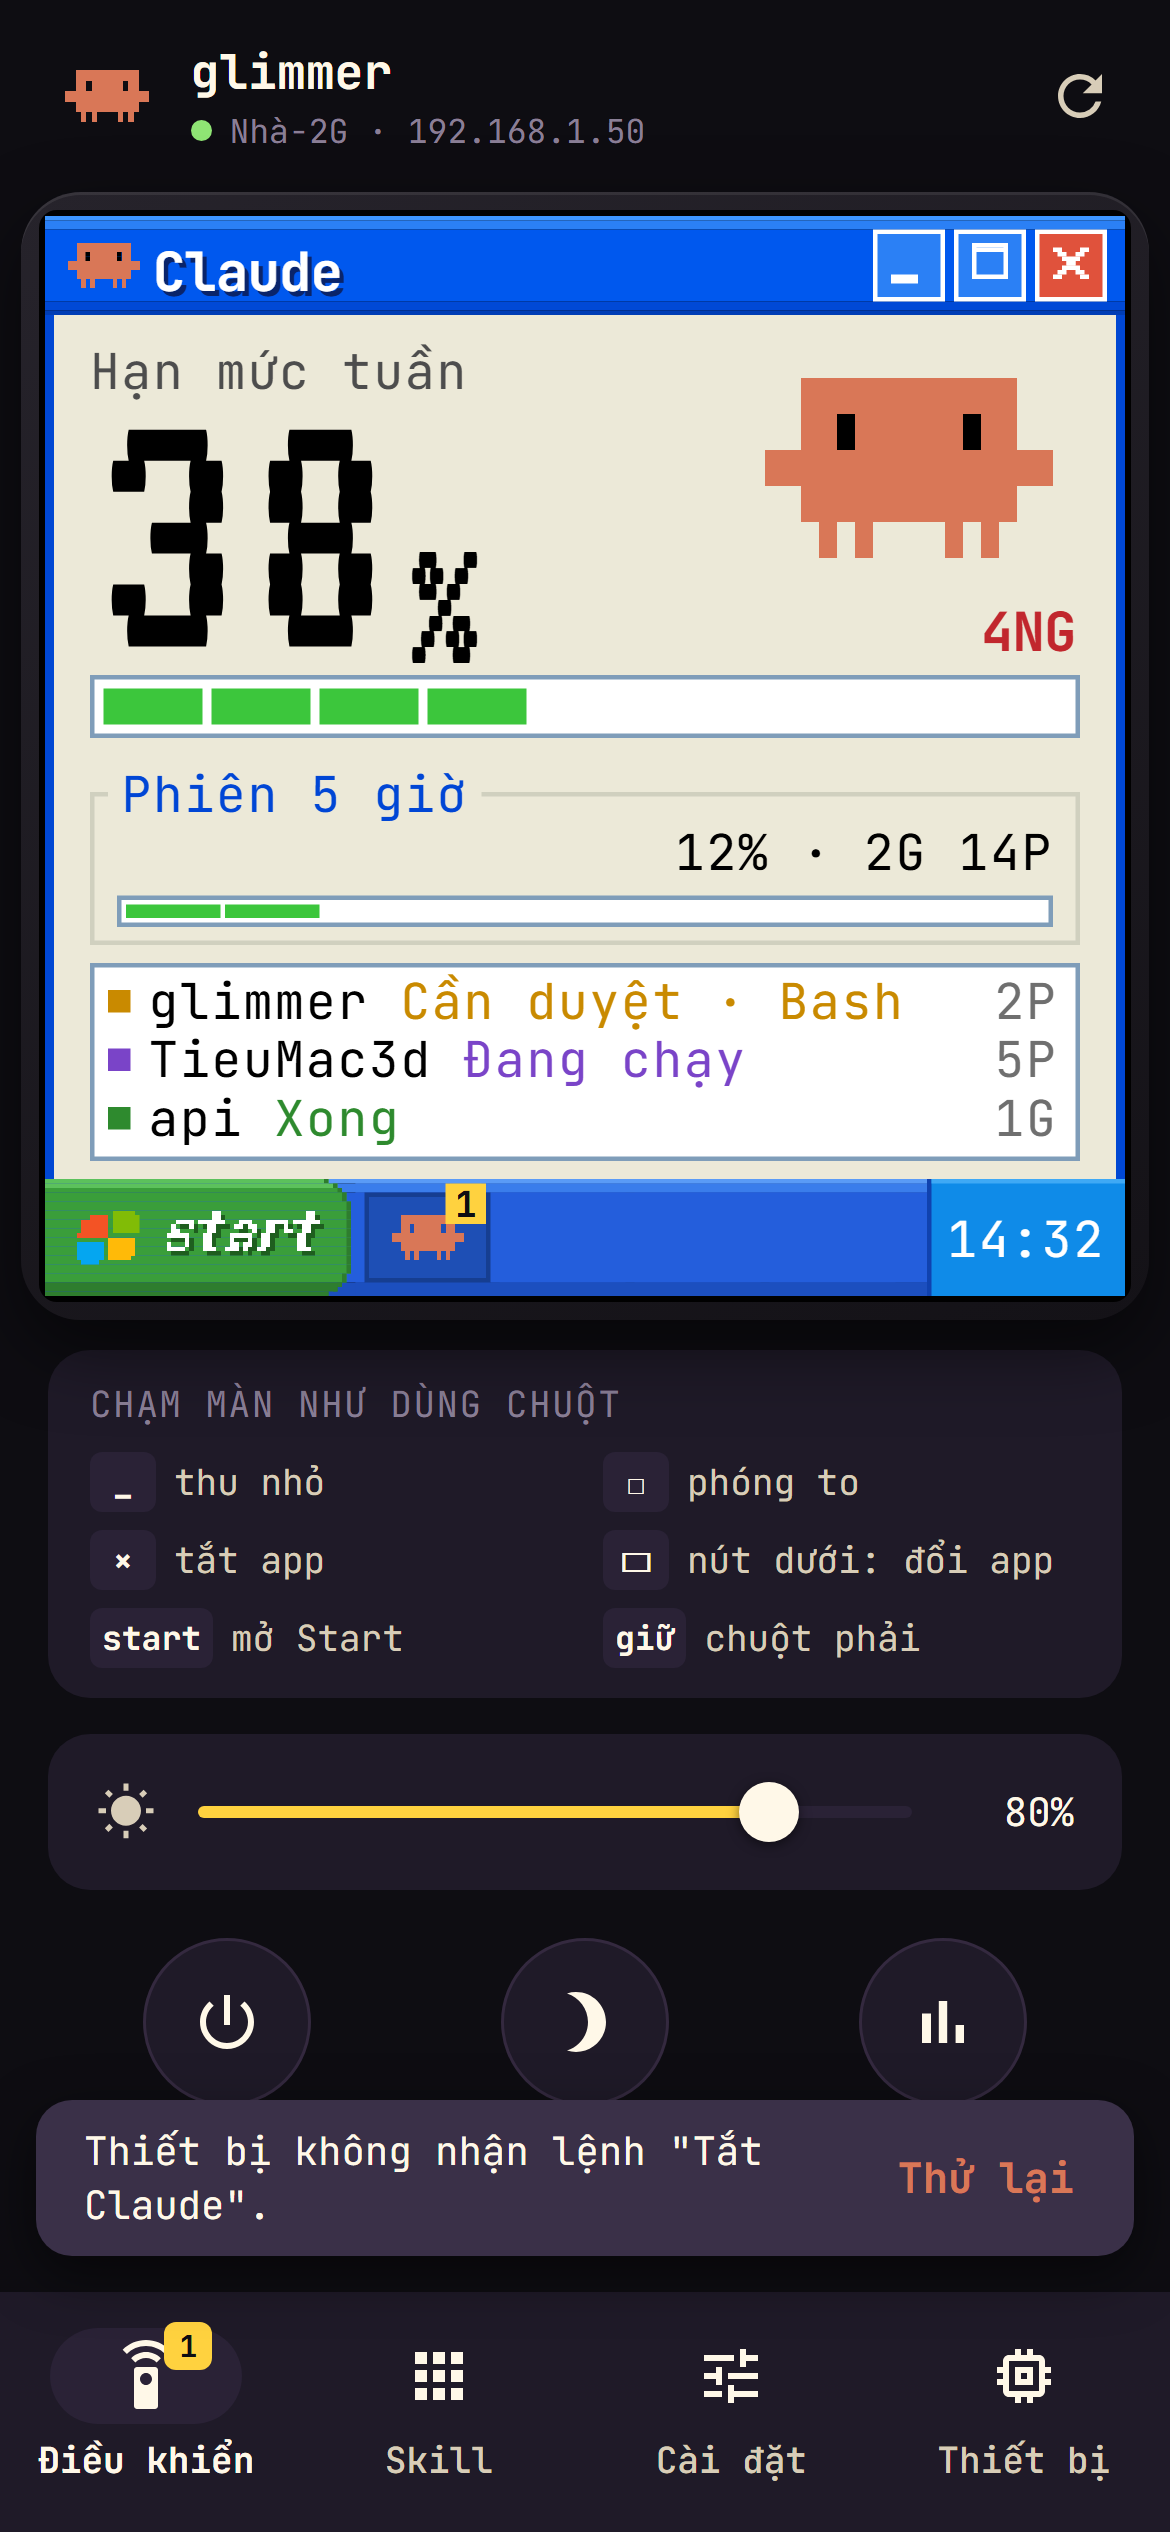 glimmer
Nhà-2G · 192.168.1.50
Claude
Hạn mức tuần
38%
4NG
Phiên 5 giờ
12% · 2G 14P
glimmer Cần duyệt · Bash 2P
TieuMac3d Đang chạy 5P
api Xong 1G
start 1 14:32
CHẠM MÀN NHƯ DÙNG CHUỘT
_ thu nhỏ □ phóng to
× tắt app ▭ nút dưới: đổi app
start mở Start giữ chuột phải
80%
Thiết bị không nhận lệnh "Tắt
Claude".
Thử lại
1
Điều khiển Skill Cài đặt Thiết bị